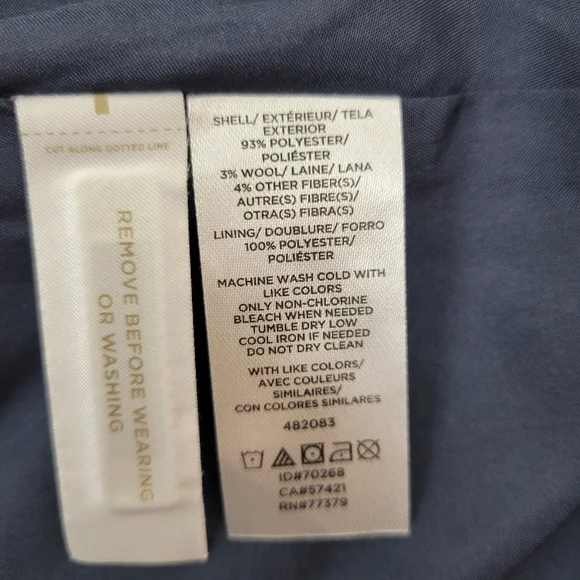 CUT ALONG DOTTED LINE
REMOVE BEFORE WEARING
OR WASHING
SHELL/ EXTÉRIEUR/ TELA
EXTERIOR
93% POLYESTER/
POLIÉSTER
3% WOOL/ LAINE/ LANA
4% OTHER FIBER(S)/
AUTRE(S) FIBRE(S)/
OTRA(S) FIBRA(S)
LINING/ DOUBLURE/ FORRO
100% POLYESTER/
POLIÉSTER
MACHINE WASH COLD WITH
LIKE COLORS
ONLY NON-CHLORINE
BLEACH WHEN NEEDED
TUMBLE DRY LOW
COOL IRON IF NEEDED
DO NOT DRY CLEAN
WITH LIKE COLORS/
AVEC COULEURS
SIMILAIRES/
CON COLORES SIMILARES
482083
ID#70268
CA#57421
RN#77379